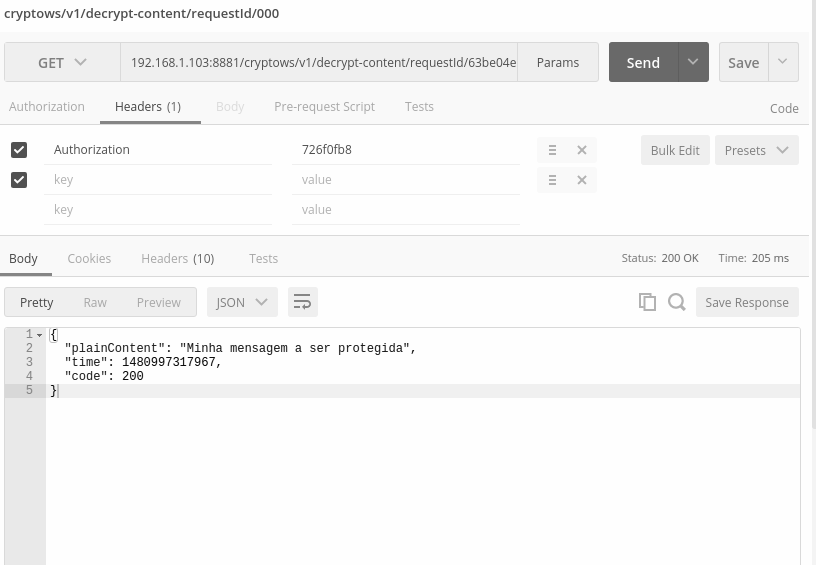 cryptows/v1/decrypt-content/requestId/000
GET 192.168.1.103:8881/cryptows/v1/decrypt-content/requestId/63be04e Params Send Save
Authorization Headers (1) Body Pre-request Script Tests Code
Authorization 726f0fb8 Bulk Edit Presets
key value
key value
Body Cookies Headers (10) Tests Status: 200 OK Time: 205 ms
Pretty Raw Preview JSON Save Response
1 {
2 "plainContent": "Minha mensagem a ser protegida",
3 "time": 1480997317967,
4 "code": 200
5 }